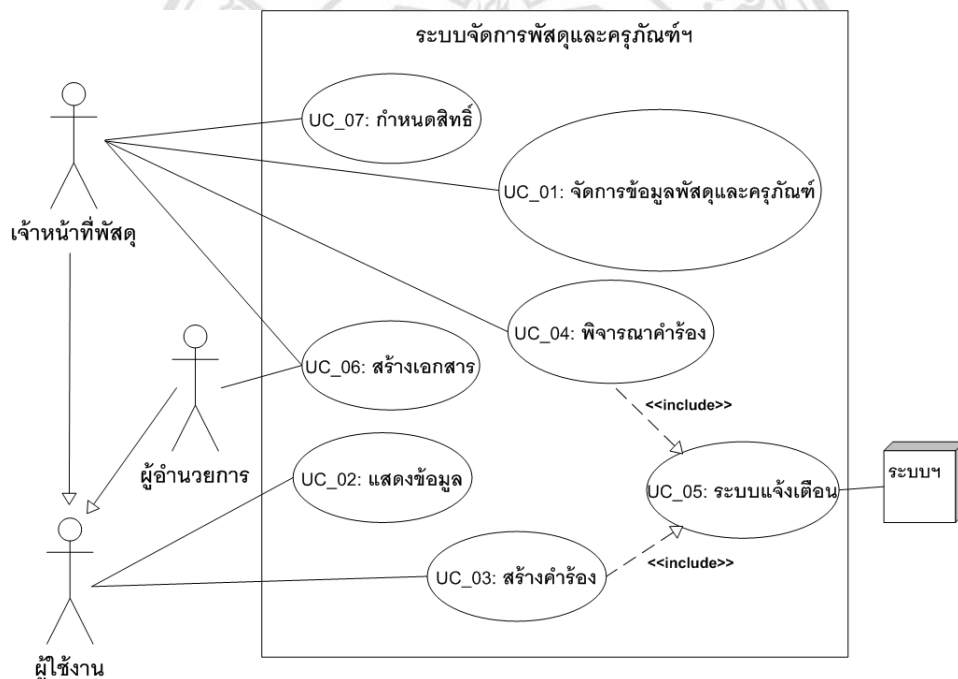 ระบบจัดการพัสดุและครุภัณฑ์ฯ
UC_07: กำหนดสิทธิ์
UC_01: จัดการข้อมูลพัสดุและครุภัณฑ์
เจ้าหน้าที่พัสดุ
UC_04: พิจารณาคำร้อง
UC_06: สร้างเอกสาร
<<include>>
ผู้อำนวยการ
UC_02: แสดงข้อมูล
UC_05: ระบบแจ้งเตือน
ระบบฯ
<<include>>
UC_03: สร้างคำร้อง
ผู้ใช้งาน